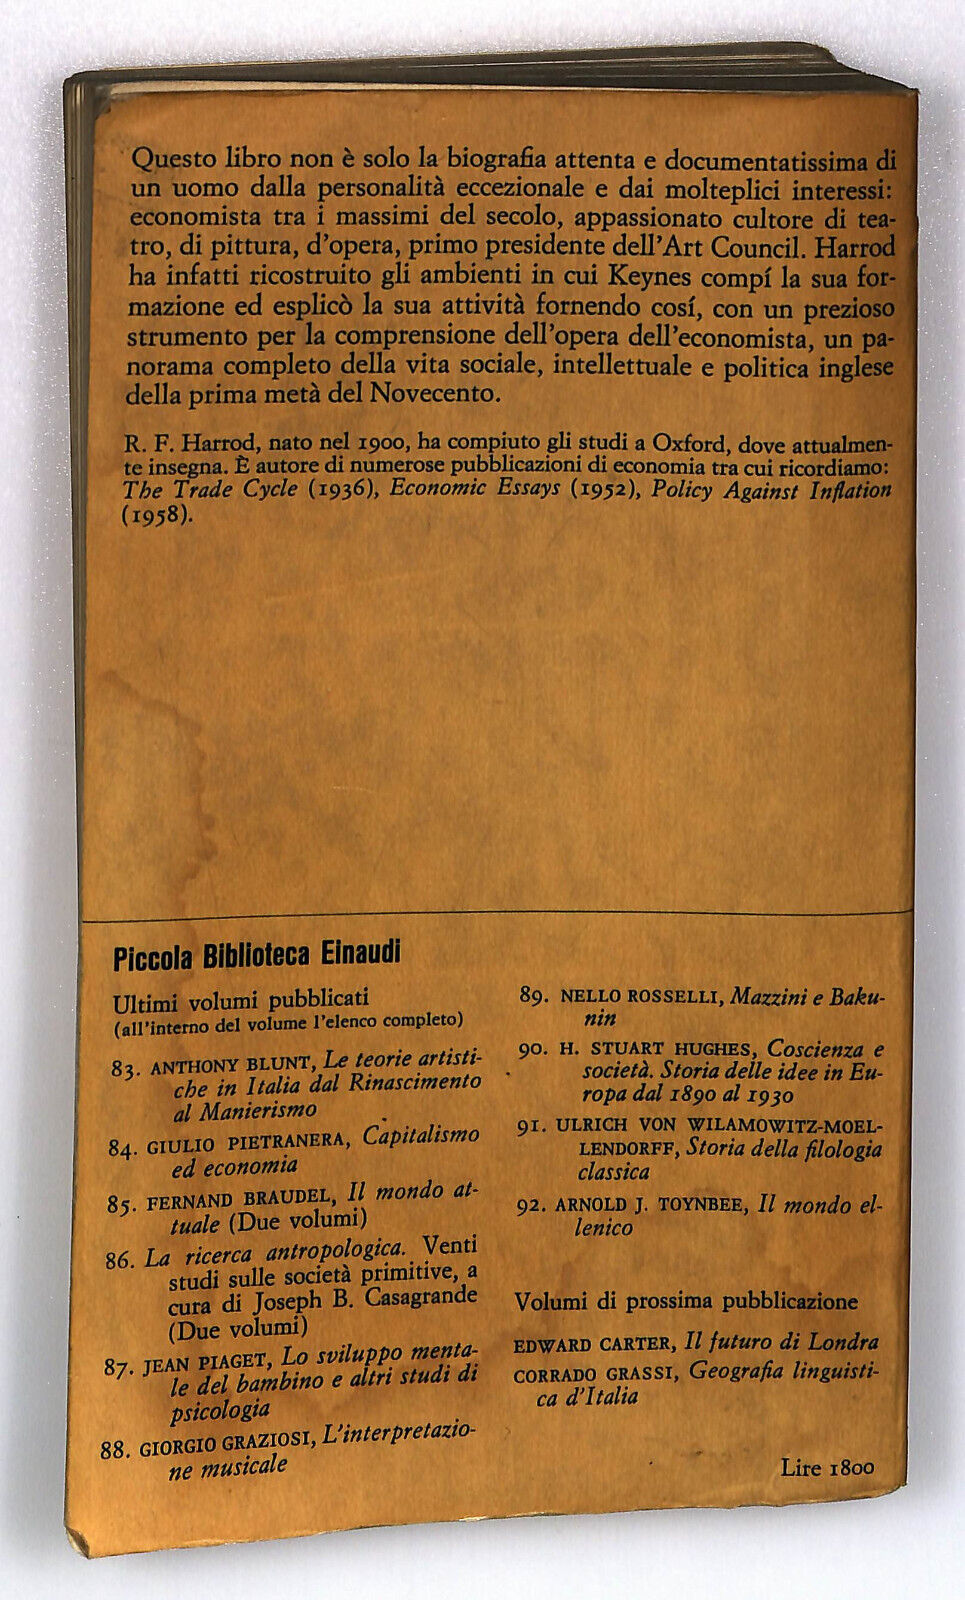 Questo libro non è solo la biografia attenta e documentatissima di
un uomo dalla personalità eccezionale e dai molteplici interessi:
economista tra i massimi del secolo, appassionato cultore di tea-
tro, di pittura, d'opera, primo presidente dell'Art Council. Harrod
ha infatti ricostruito gli ambienti in cui Keynes compí la sua for-
mazione ed esplicò la sua attività fornendo cosí, con un prezioso
strumento per la comprensione dell'opera dell'economista, un pa-
norama completo della vita sociale, intellettuale e politica inglese
della prima metà del Novecento.
R. F. Harrod, nato nel 1900, ha compiuto gli studi a Oxford, dove attualmen-
te insegna. È autore di numerose pubblicazioni di economia tra cui ricordiamo:
The Trade Cycle (1936), Economic Essays (1952), Policy Against Inflation
(1958).
Piccola Biblioteca Einaudi
Ultimi volumi pubblicati
(all'interno del volume l'elenco completo)
83. ANTHONY BLUNT, Le teorie artisti-
che in Italia dal Rinascimento
al Manierismo
84. GIULIO PIETRANERA, Capitalismo
ed economia
85. FERNAND BRAUDEL, Il mondo at-
tuale (Due volumi)
86. La ricerca antropologica. Venti
studi sulle società primitive, a
cura di Joseph B. Casagrande
(Due volumi)
87. JEAN PIAGET, Lo sviluppo menta-
le del bambino e altri studi di
psicologia
88. GIORGIO GRAZIOSI, L'interpretazio-
ne musicale
89. NELLO ROSSELLI, Mazzini e Baku-
nin
90. H. STUART HUGHES, Coscienza e
società. Storia delle idee in Eu-
ropa dal 1890 al 1930
91. ULRICH VON WILAMOWITZ-MOEL-
LENDORFF, Storia della filologia
classica
92. ARNOLD J. TOYNBEE, Il mondo el-
lenico
Volumi di prossima pubblicazione
EDWARD CARTER, Il futuro di Londra
CORRADO GRASSI, Geografia linguisti-
ca d'Italia
Lire 1800